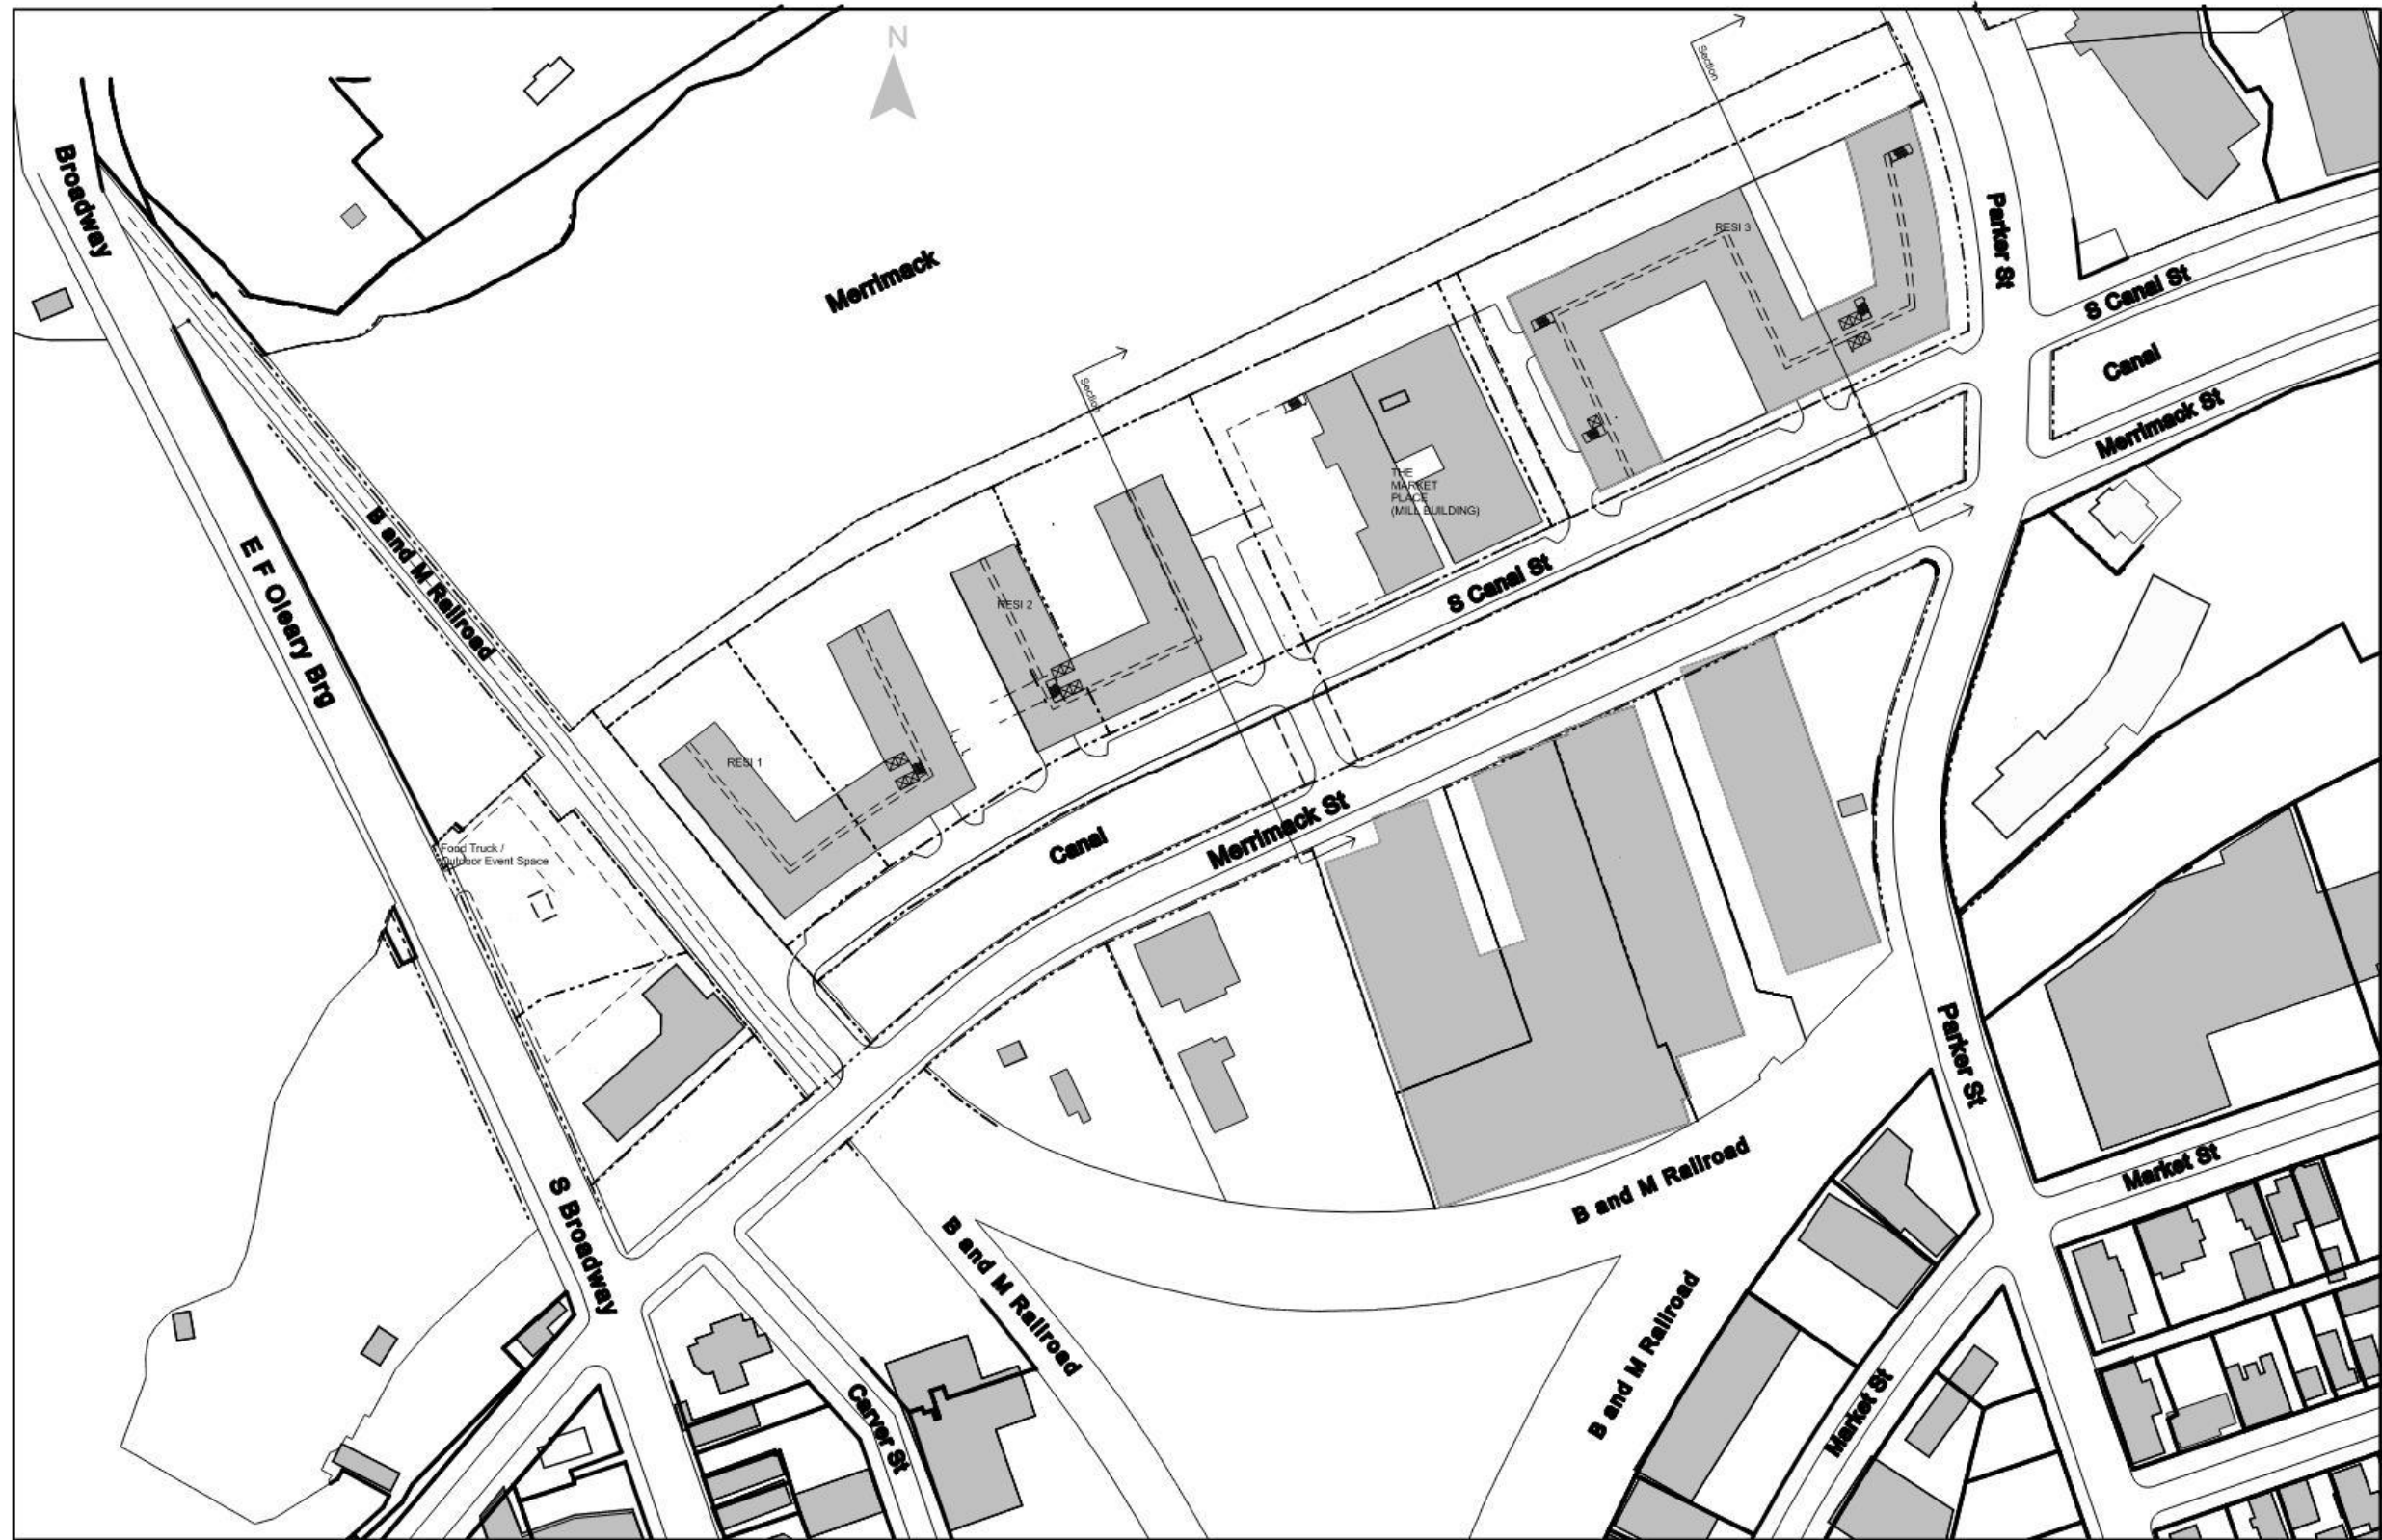 N
Section
Broadway
Parker St
Merrimack
RESI 3
S Canal St
Canal
Merrimack St
Section
THE
MARKET
PLACE
(MILL BUILDING)
B and M Railroad
E F Oleary Brg
RESI 2
S Canal St
RESI 1
Canal
Merrimack St
Food Truck /
Outdoor Event Space
Parker St
Market St
B and M Railroad
S Broadway
B and M Railroad
B and M Railroad
Carver St
Market St